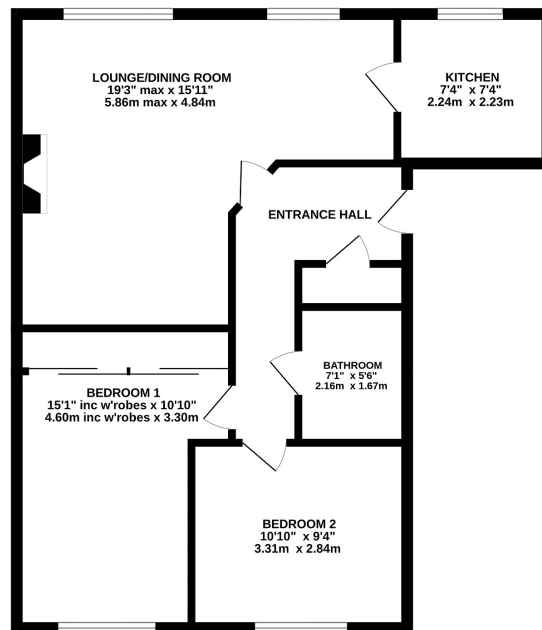 LOUNGE/DINING ROOM
19'3" max x 15'11"
5.86m max x 4.84m
KITCHEN
7'4" x 7'4"
2.24m x 2.23m
ENTRANCE HALL
BATHROOM
7'1" x 5'6"
2.16m x 1.67m
BEDROOM 1
15'1" inc w'robes x 10'10"
4.60m inc w'robes x 3.30m
BEDROOM 2
10'10" x 9'4"
3.31m x 2.84m